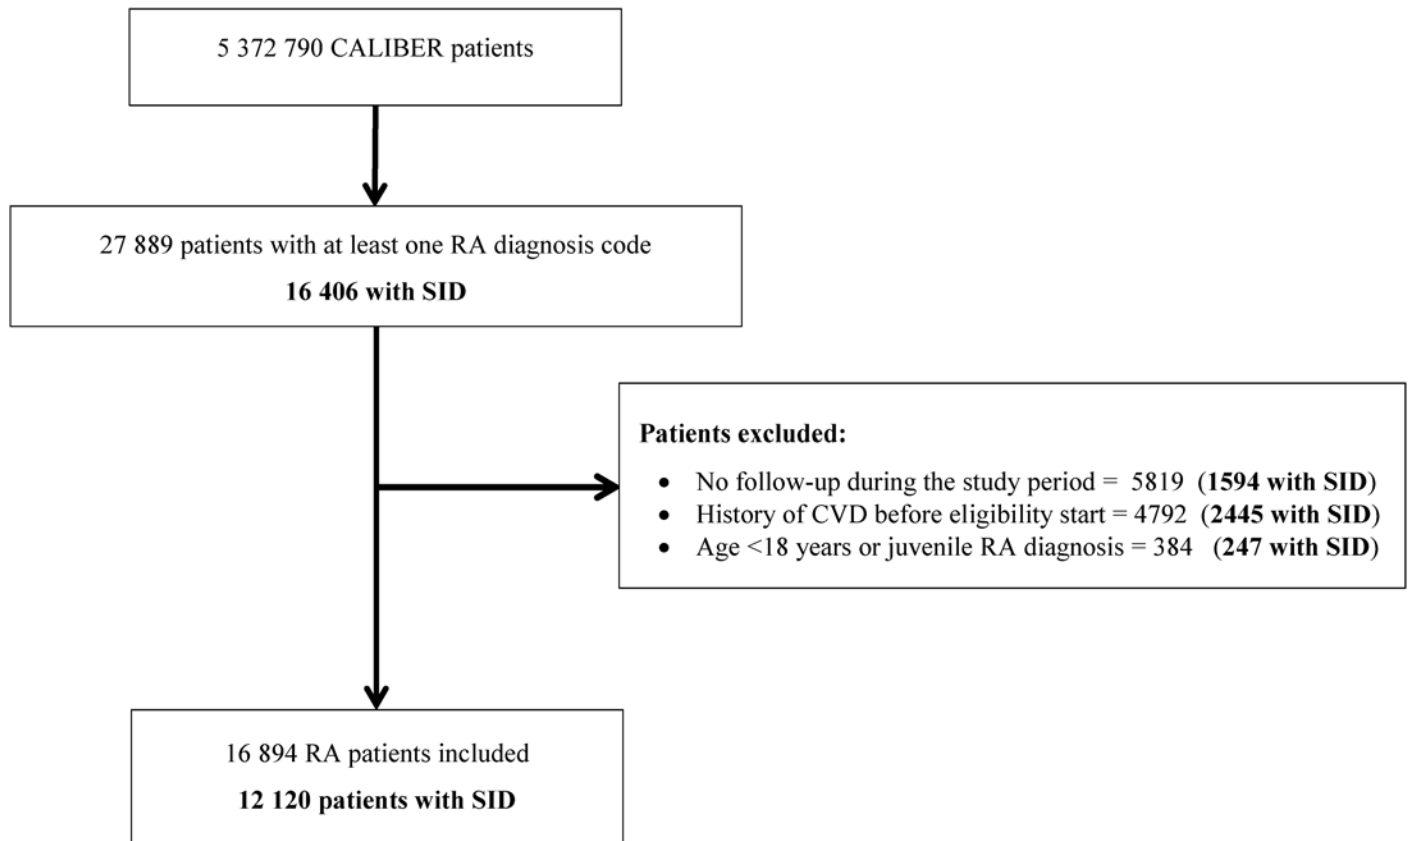 5 372 790 CALIBER patients
27 889 patients with at least one RA diagnosis code
16 406 with SID
Patients excluded:
• No follow-up during the study period = 5819 (1594 with SID)
• History of CVD before eligibility start = 4792 (2445 with SID)
• Age <18 years or juvenile RA diagnosis = 384 (247 with SID)
16 894 RA patients included
12 120 patients with SID